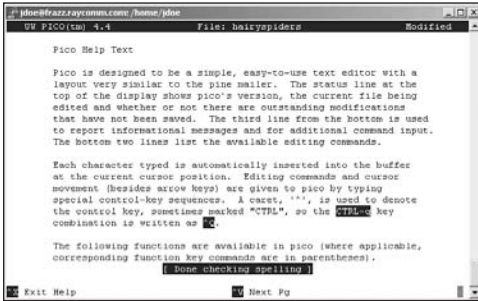 jdoe@frazz.raycomm.com: /home/jdoe
UW PICO(tm) 4.4 File: hairyspiders Modified
Pico Help Text
Pico is designed to be a simple, easy-to-use text editor with a
layout very similar to the pine mailer. The status line at the
top of the display shows pico's version, the current file being
edited and whether or not there are outstanding modifications
that have not been saved. The third line from the bottom is used
to report informational messages and for additional command input.
The bottom two lines list the available editing commands.
Each character typed is automatically inserted into the buffer
at the current cursor position. Editing commands and cursor
movement (besides arrow keys) are given to pico by typing
special control-key sequences. A caret, '^', is used to denote
the control key, sometimes marked "CTRL", so the CTRL-q key
combination is written as ^Q.
The following functions are available in pico (where applicable,
corresponding function key commands are in parentheses).
[ Done checking spelling ]
^X Exit Help ^V Next Pg